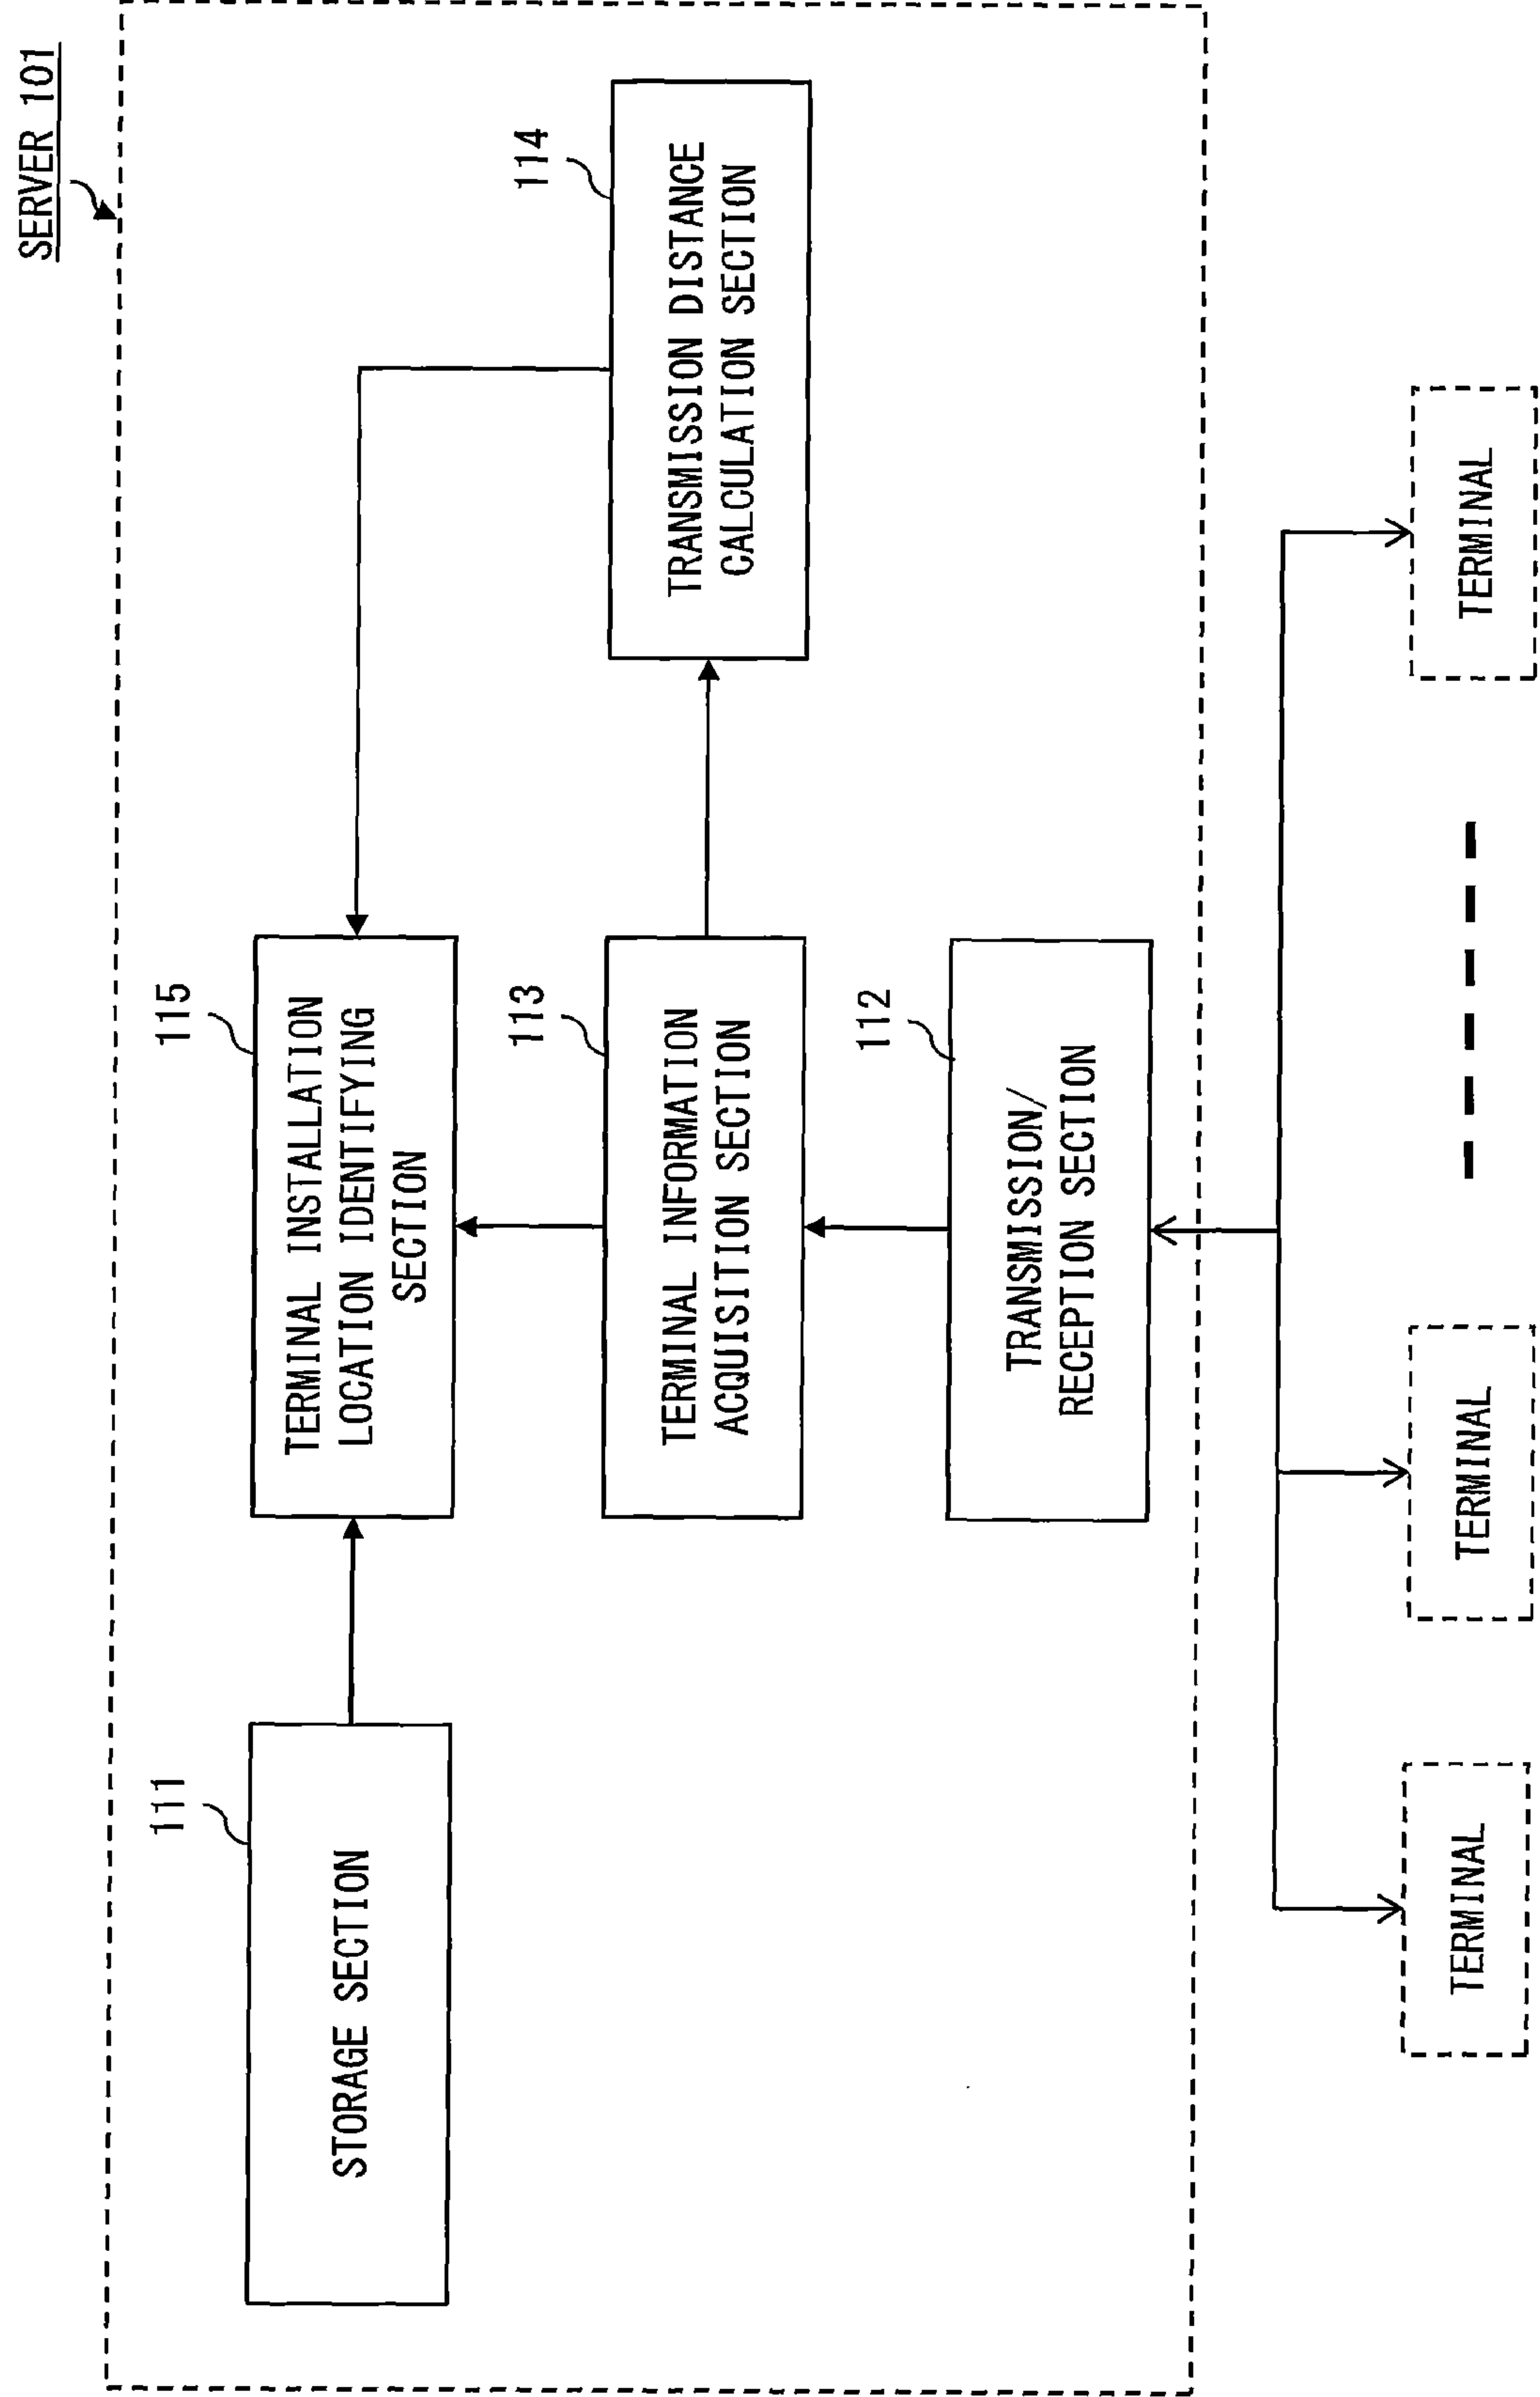 SERVER 101
111
STORAGE SECTION
115
TERMINAL INSTALLATION
LOCATION IDENTIFYING
SECTION
114
TRANSMISSION DISTANCE
CALCULATION SECTION
113
TERMINAL INFORMATION
ACQUISITION SECTION
112
TRANSMISSION/
RECEPTION SECTION
TERMINAL
TERMINAL
TERMINAL